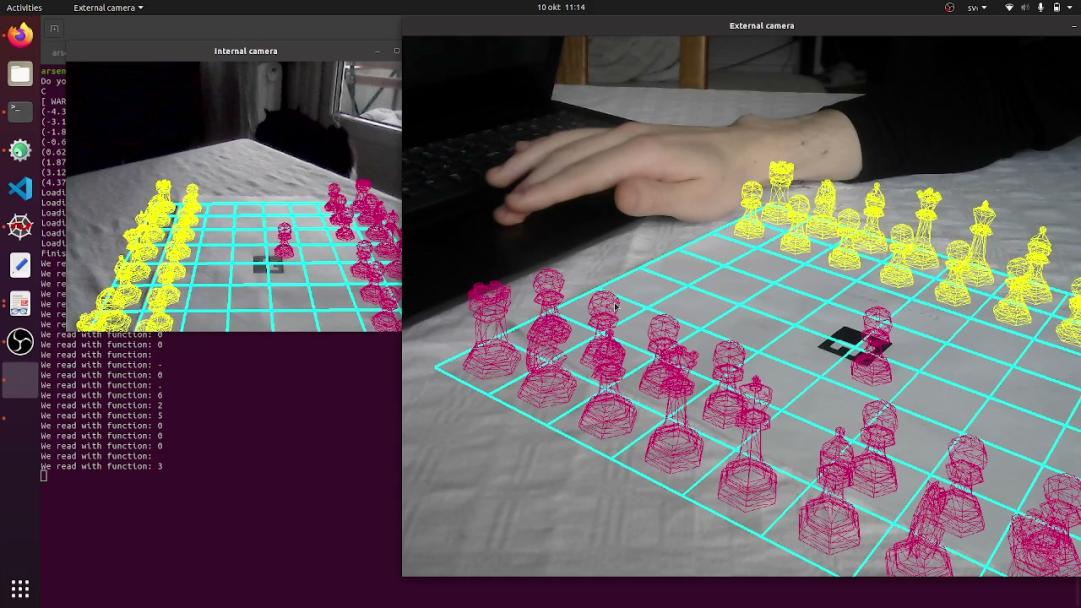 Activities
External camera
10 okt 11:14
sv₁
External camera
Internal camera
arsen
Do yo
C
[ WAR
(-4.3
(-3.1
(-1.8
(-0.6
(0.62
(1.87
(3.12
(4.37
Loadi
Loadi
Loadi
Loadi
Loadi
Loadi
Finis
We re
We re
We re
We re
We re
We re
We read with function: 0
We read with function: 0
We read with function:
We read with function: -
We read with function: 0
We read with function: .
We read with function: 6
We read with function: 2
We read with function: 5
We read with function: 0
We read with function: 0
We read with function: 0
We read with function:
We read with function: 3